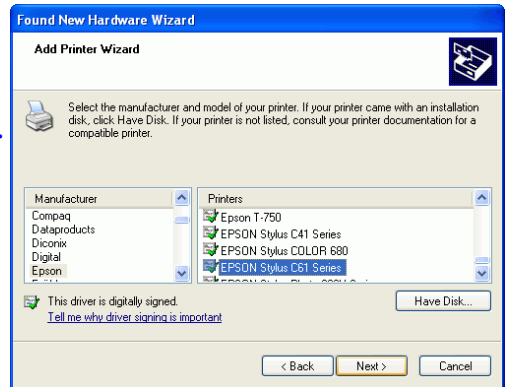 Found New Hardware Wizard
Add Printer Wizard
Select the manufacturer and model of your printer. If your printer came with an installation
disk, click Have Disk. If your printer is not listed, consult your printer documentation for a
compatible printer.
Manufacturer
Compaq
Dataproducts
Diconix
Digital
Epson
Printers
Epson T-750
EPSON Stylus C41 Series
EPSON Stylus COLOR 680
EPSON Stylus C61 Series
This driver is digitally signed.
Tell me why driver signing is important
Have Disk...
< Back
Next >
Cancel